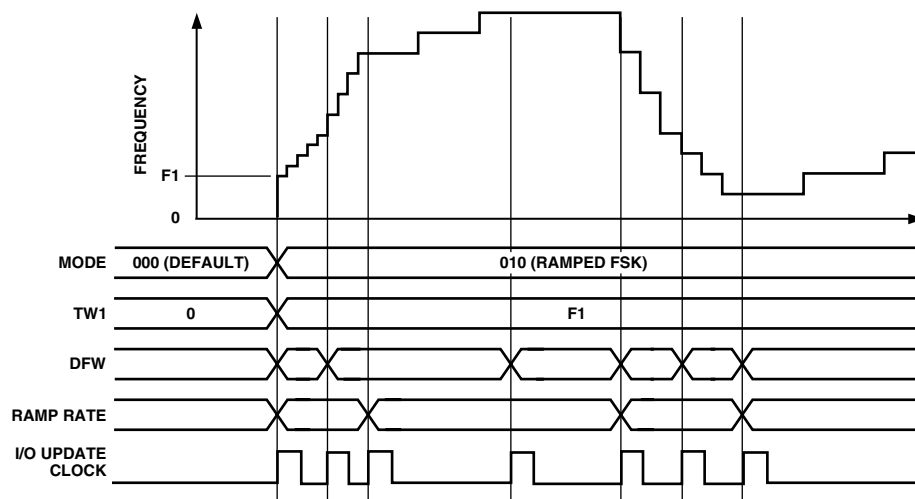 FREQUENCY
F1
0
MODE
000 (DEFAULT)
010 (RAMPED FSK)
TW1
0
F1
DFW
RAMP RATE
I/O UPDATE
CLOCK